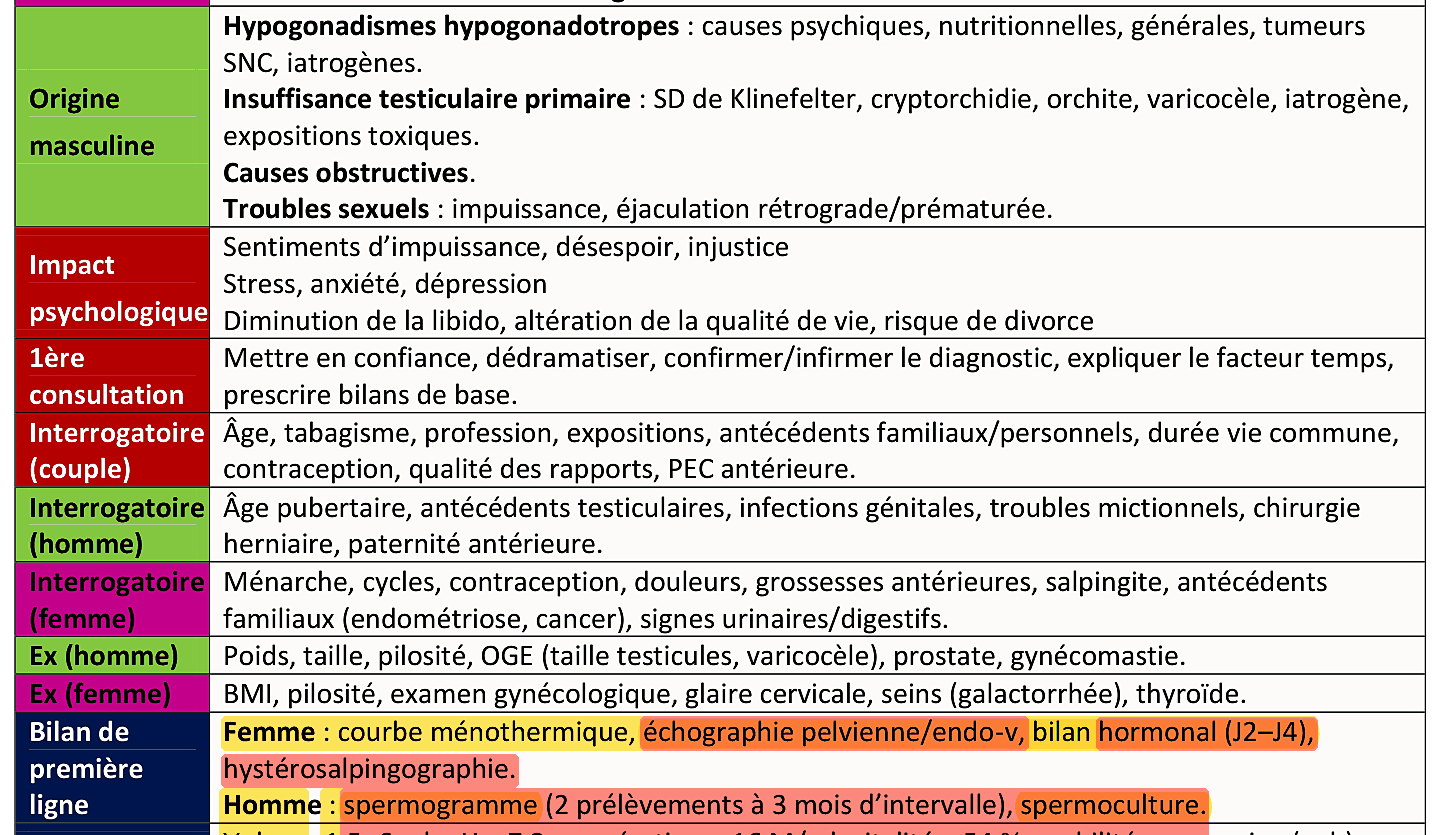 Origine
masculine
Hypogonadismes hypogonadotropes : causes psychiques, nutritionnelles, générales, tumeurs
SNC, iatrogènes.
Insuffisance testiculaire primaire : SD de Klinefelter, cryptorchidie, orchite, varicocèle, iatrogène,
expositions toxiques.
Causes obstructives.
Troubles sexuels : impuissance, éjaculation rétrograde/prématurée.
Impact
psychologique
Sentiments d’impuissance, désespoir, injustice
Stress, anxiété, dépression
Diminution de la libido, altération de la qualité de vie, risque de divorce
1ère
consultation
Mettre en confiance, dédramatiser, confirmer/infirmer le diagnostic, expliquer le facteur temps,
prescrire bilans de base.
Interrogatoire
(couple)
Âge, tabagisme, profession, expositions, antécédents familiaux/personnels, durée vie commune,
contraception, qualité des rapports, PEC antérieure.
Interrogatoire
(homme)
Âge pubertaire, antécédents testiculaires, infections génitales, troubles mictionnels, chirurgie
herniaire, paternité antérieure.
Interrogatoire
(femme)
Ménarche, cycles, contraception, douleurs, grossesses antérieures, salpingite, antécédents
familiaux (endométriose, cancer), signes urinaires/digestifs.
Ex (homme)
Poids, taille, pilosité, OGE (taille testicules, varicocèle), prostate, gynécomastie.
Ex (femme)
BMI, pilosité, examen gynécologique, glaire cervicale, seins (galactorrhée), thyroïde.
Bilan de
première
ligne
Femme : courbe ménothermique, échographie pelvienne/endo-v, bilan hormonal (J2–J4),
hystérosalpingographie.
Homme : spermogramme (2 prélèvements à 3 mois d’intervalle), spermoculture.